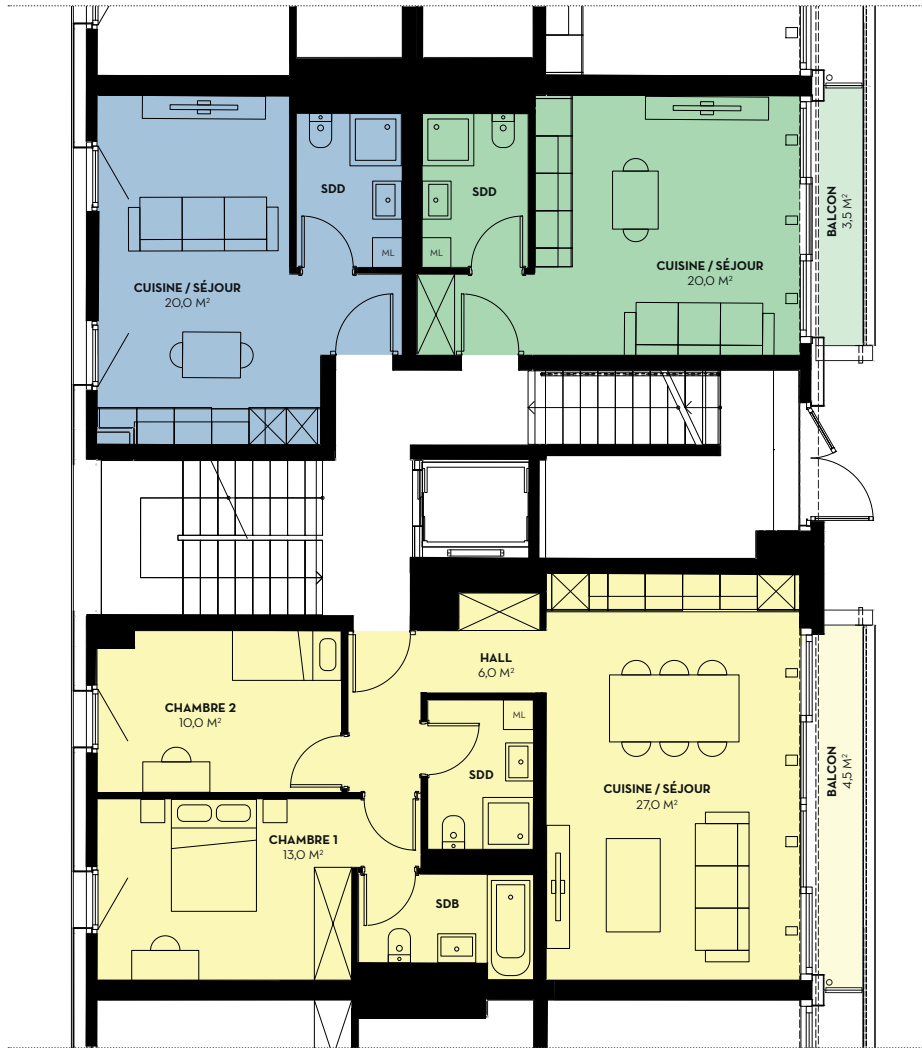 SDD
ML
CUISINE / SÉJOUR
20,0 M²
SDD
ML
CUISINE / SÉJOUR
20,0 M²
BALCON
3,5 M²
HALL
6,0 M²
CHAMBRE 2
10,0 M²
ML
SDD
CUISINE / SÉJOUR
27,0 M²
BALCON
4,5 M²
CHAMBRE 1
13,0 M²
SDB